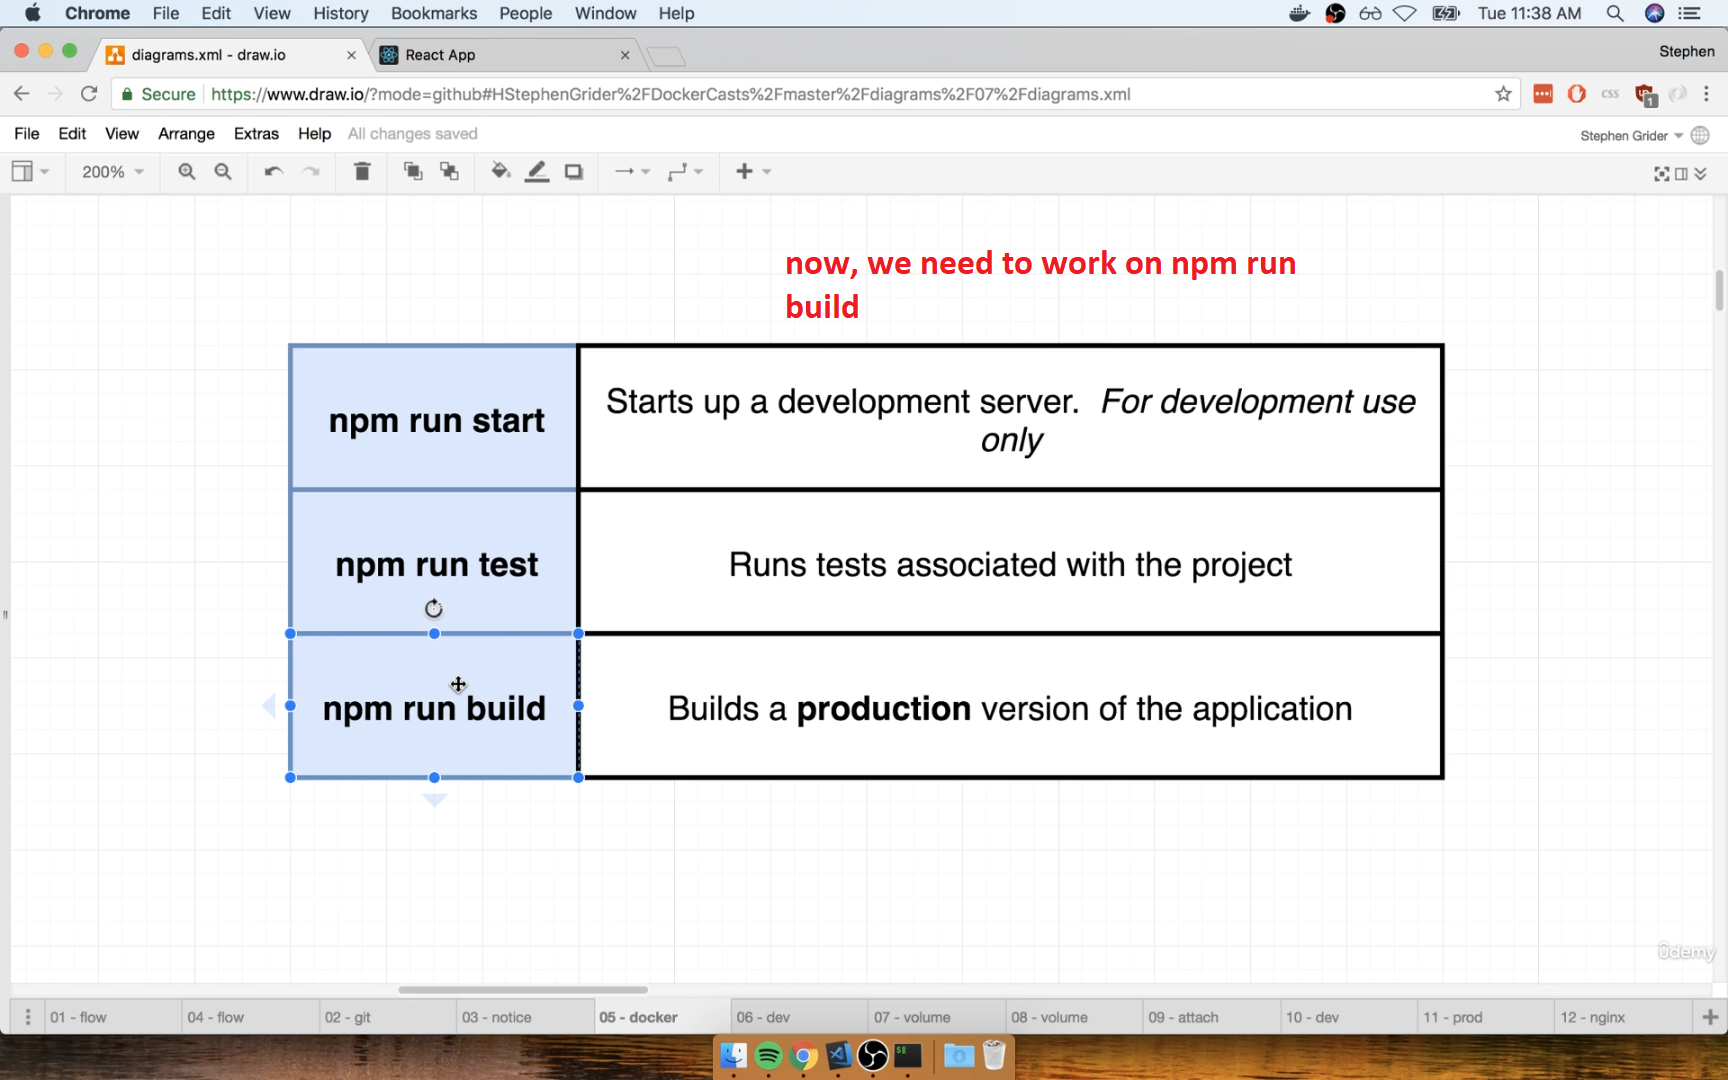 Chrome File Edit View History Bookmarks People Window Help Tue 11:38 AM
diagrams.xml - draw.io React App Stephen
Secure https://www.draw.io/?mode=github#HStephenGrider%2FDockerCasts%2Fmaster%2Fdiagrams%2F07%2Fdiagrams.xml CSS 1
File Edit View Arrange Extras Help All changes saved Stephen Grider
200%
now, we need to work on npm run
build
npm run start
Starts up a development server. For development use
only
npm run test
Runs tests associated with the project
npm run build
Builds a production version of the application
ûdemy
01 - flow 04 - flow 02 - git 03 - notice 05 - docker 06 - dev 07 - volume 08 - volume 09 - attach 10 - dev 11 - prod 12 - nginx